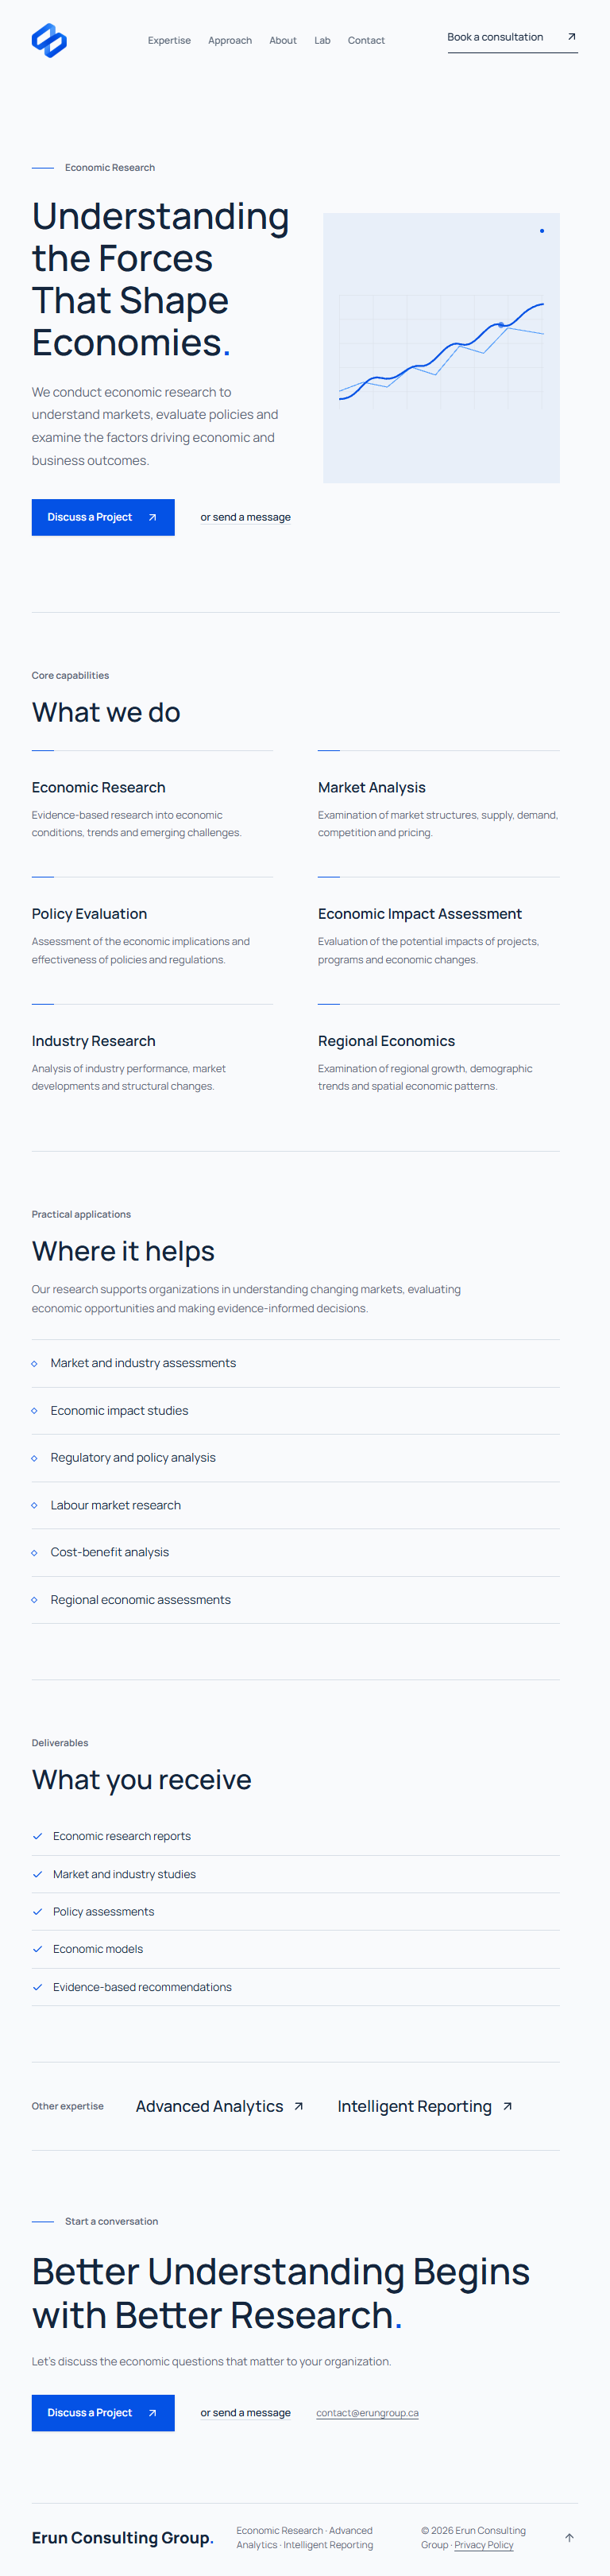 Expertise Approach About Lab Contact Book a consultation
Economic Research
Understanding
the Forces
That Shape
Economies.
We conduct economic research to
understand markets, evaluate policies and
examine the factors driving economic and
business outcomes.
Discuss a Project or send a message
Core capabilities
What we do
Economic Research
Evidence-based research into economic
conditions, trends and emerging challenges.
Market Analysis
Examination of market structures, supply, demand,
competition and pricing.
Policy Evaluation
Assessment of the economic implications and
effectiveness of policies and regulations.
Economic Impact Assessment
Evaluation of the potential impacts of projects,
programs and economic changes.
Industry Research
Analysis of industry performance, market
developments and structural changes.
Regional Economics
Examination of regional growth, demographic
trends and spatial economic patterns.
Practical applications
Where it helps
Our research supports organizations in understanding changing markets, evaluating
economic opportunities and making evidence-informed decisions.
Market and industry assessments
Economic impact studies
Regulatory and policy analysis
Labour market research
Cost-benefit analysis
Regional economic assessments
Deliverables
What you receive
Economic research reports
Market and industry studies
Policy assessments
Economic models
Evidence-based recommendations
Other expertise Advanced Analytics Intelligent Reporting
Start a conversation
Better Understanding Begins
with Better Research.
Let's discuss the economic questions that matter to your organization.
Discuss a Project or send a message contact@erungroup.ca
Erun Consulting Group.
Economic Research · Advanced
Analytics · Intelligent Reporting
© 2026 Erun Consulting
Group · Privacy Policy